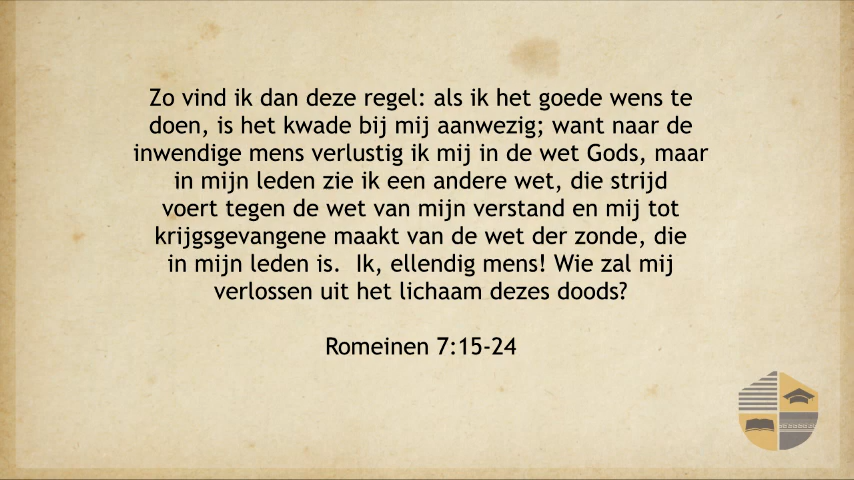 Zo vind ik dan deze regel: als ik het goede wens te
doen, is het kwade bij mij aanwezig; want naar de
inwendige mens verlustig ik mij in de wet Gods, maar
in mijn leden zie ik een andere wet, die strijd
voert tegen de wet van mijn verstand en mij tot
krijgsgevangene maakt van de wet der zonde, die
in mijn leden is.  Ik, ellendig mens! Wie zal mij
verlossen uit het lichaam dezes doods?
Romeinen 7:15-24